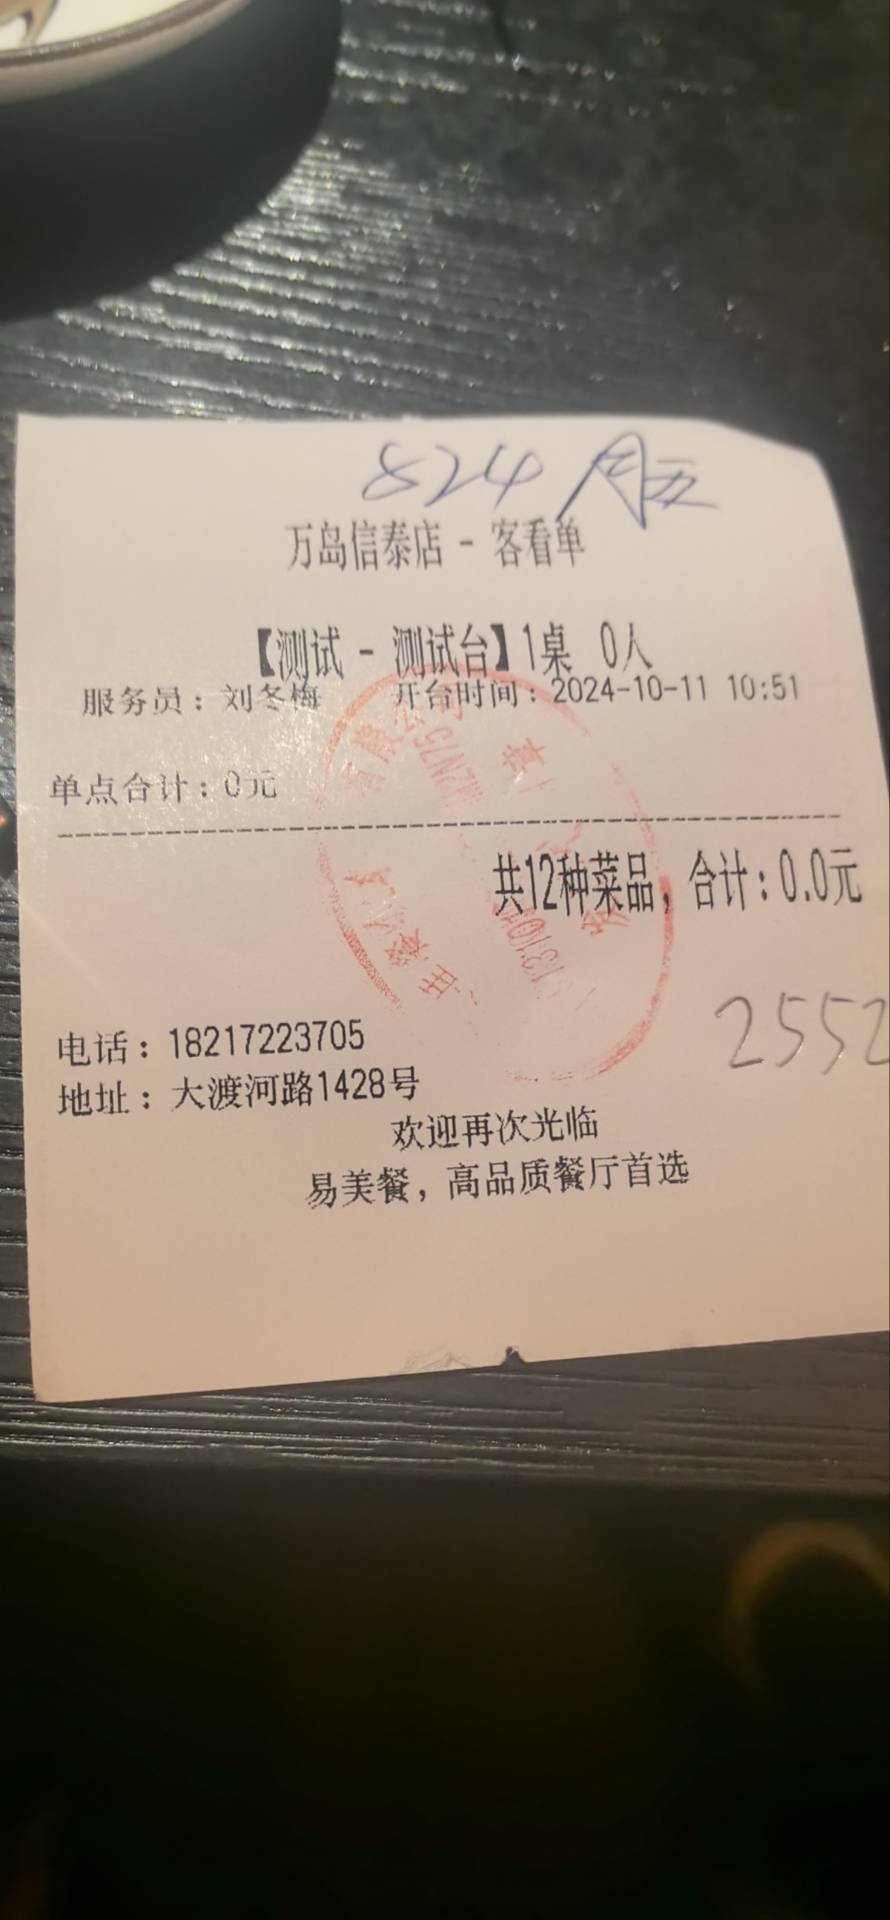 824 周五
万岛信泰店 - 客看单
【测试 - 测试台】1桌 0人
服务员：刘冬梅 开台时间：2024-10-11 10:51
单点合计：0元
共12种菜品，合计：0.0元
2552
电话：18217223705
地址：大渡河路1428号
欢迎再次光临
易美餐，高品质餐厅首选